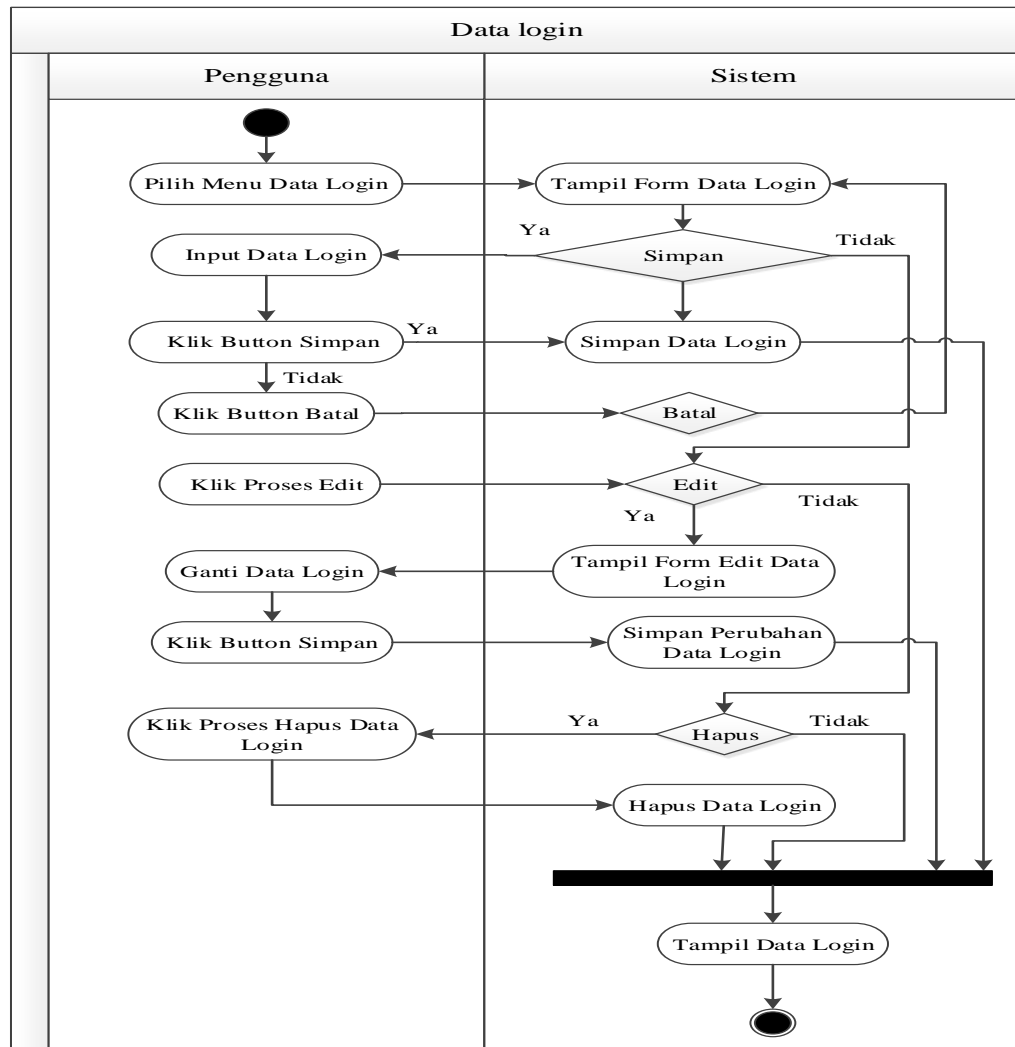 Data login
Pengguna
Sistem
Pilih Menu Data Login
Tampil Form Data Login
Ya
Tidak
Input Data Login
Simpan
Klik Button Simpan
Ya
Simpan Data Login
Tidak
Klik Button Batal
Batal
Klik Proses Edit
Edit
Tidak
Ya
Ganti Data Login
Tampil Form Edit Data
Login
Klik Button Simpan
Simpan Perubahan
Data Login
Klik Proses Hapus Data
Login
Ya
Tidak
Hapus
Hapus Data Login
Tampil Data Login